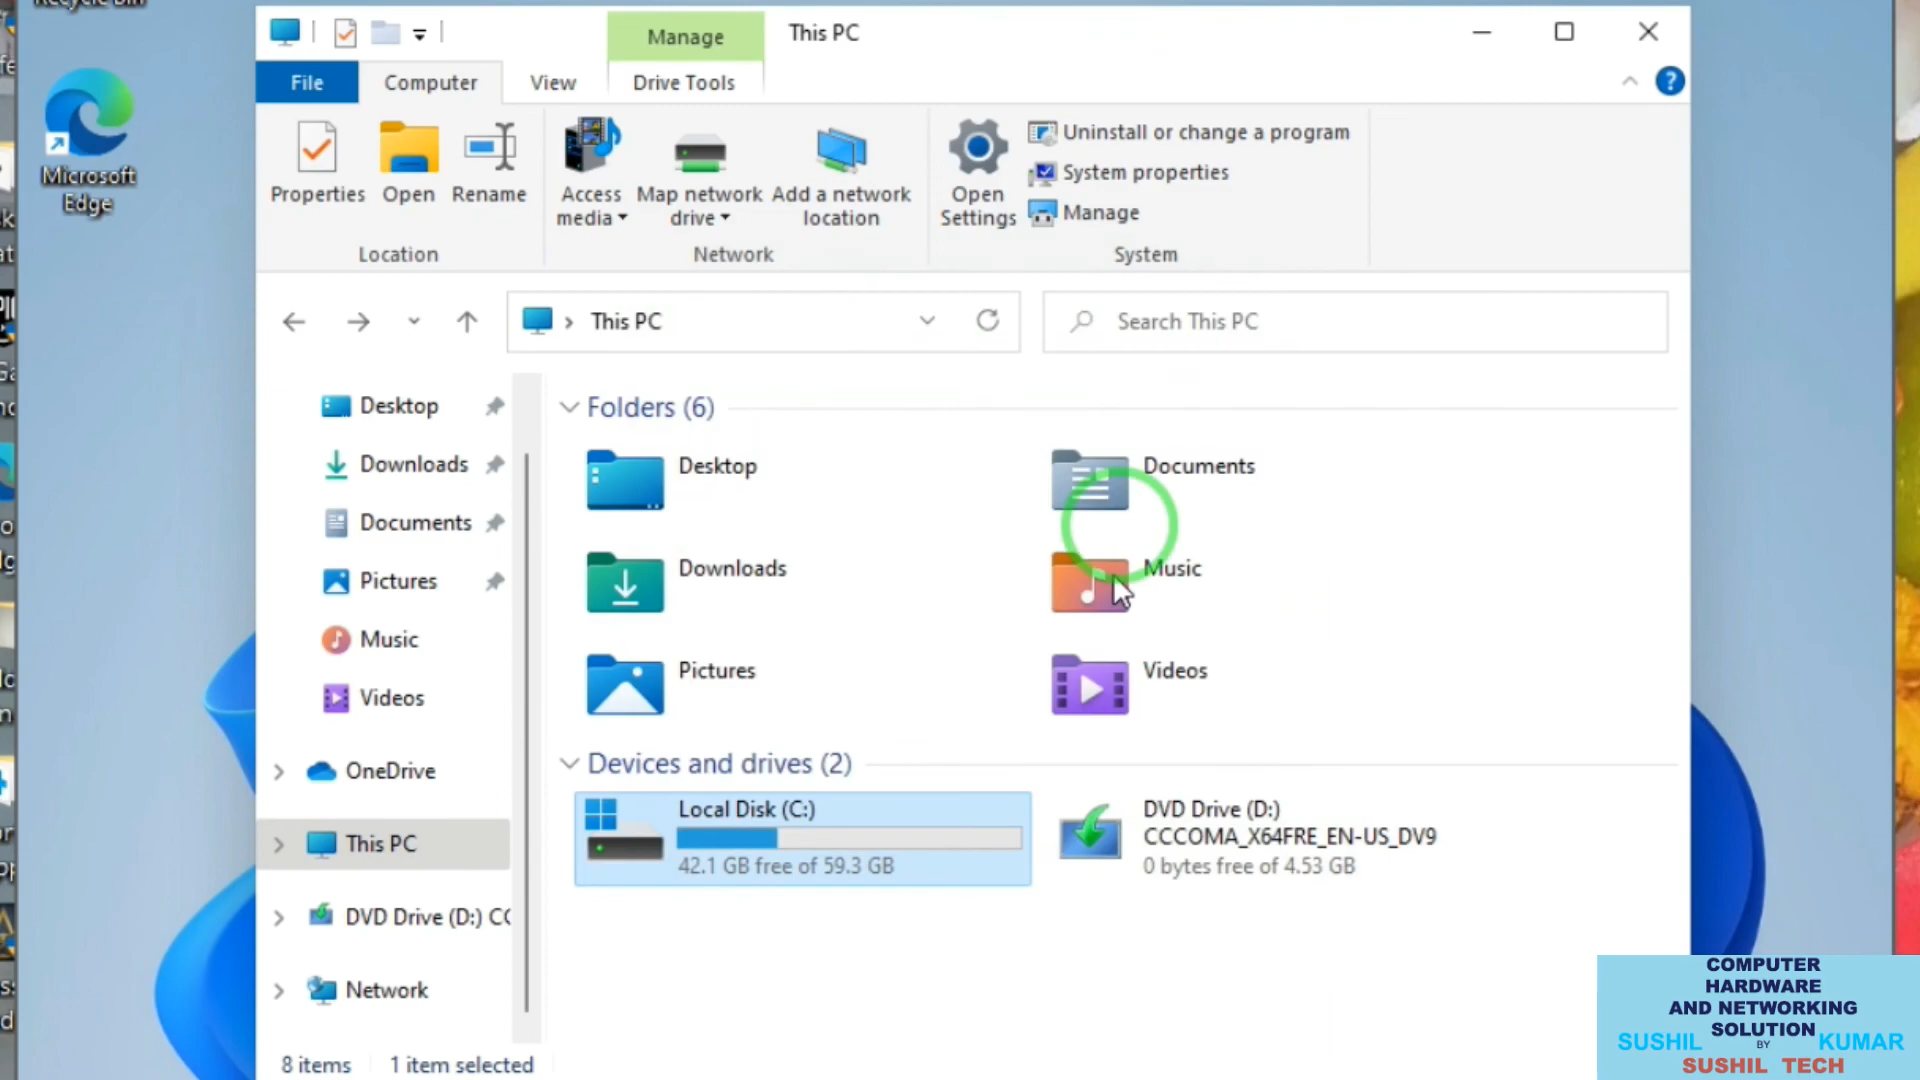 Manage
This PC
File
Computer
View
Drive Tools
Properties
Open
Rename
Access media
Map network drive
Add a network location
Open Settings
Uninstall or change a program
System properties
Manage
Location
Network
System
This PC
Search This PC
Microsoft
Edge
Desktop
Downloads
Documents
Pictures
Music
Videos
OneDrive
This PC
DVD Drive (D:) CC
Network
Folders (6)
Desktop
Documents
Downloads
Music
Pictures
Videos
Devices and drives (2)
Local Disk (C:)
42.1 GB free of 59.3 GB
DVD Drive (D:)
CCCOMA_X64FRE_EN-US_DV9
0 bytes free of 4.53 GB
8 items
1 item selected
COMPUTER
HARDWARE
AND NETWORKING
SOLUTION
SUSHIL BY KUMAR
SUSHIL TECH